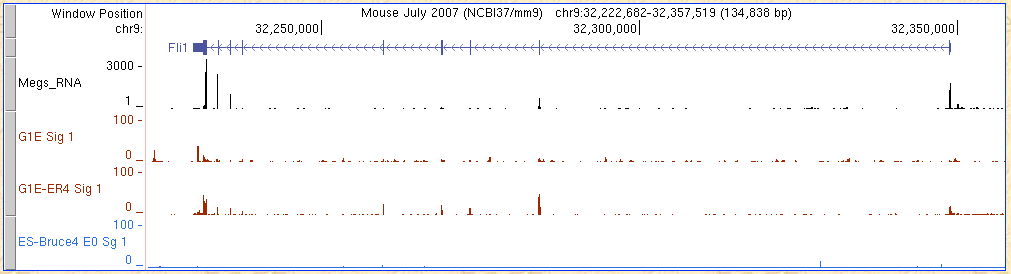 Window Position Mouse July 2007 (NCBI37/mm9) chr9:32,222,682-32,357,519 (134,838 bp)
chr9: 32,250,000 32,300,000 32,350,000
Fli1
3000
Megs_RNA
1
100
G1E Sig 1
0
100
G1E-ER4 Sig 1
0
100
ES-Bruce4 E0 Sg 1
0